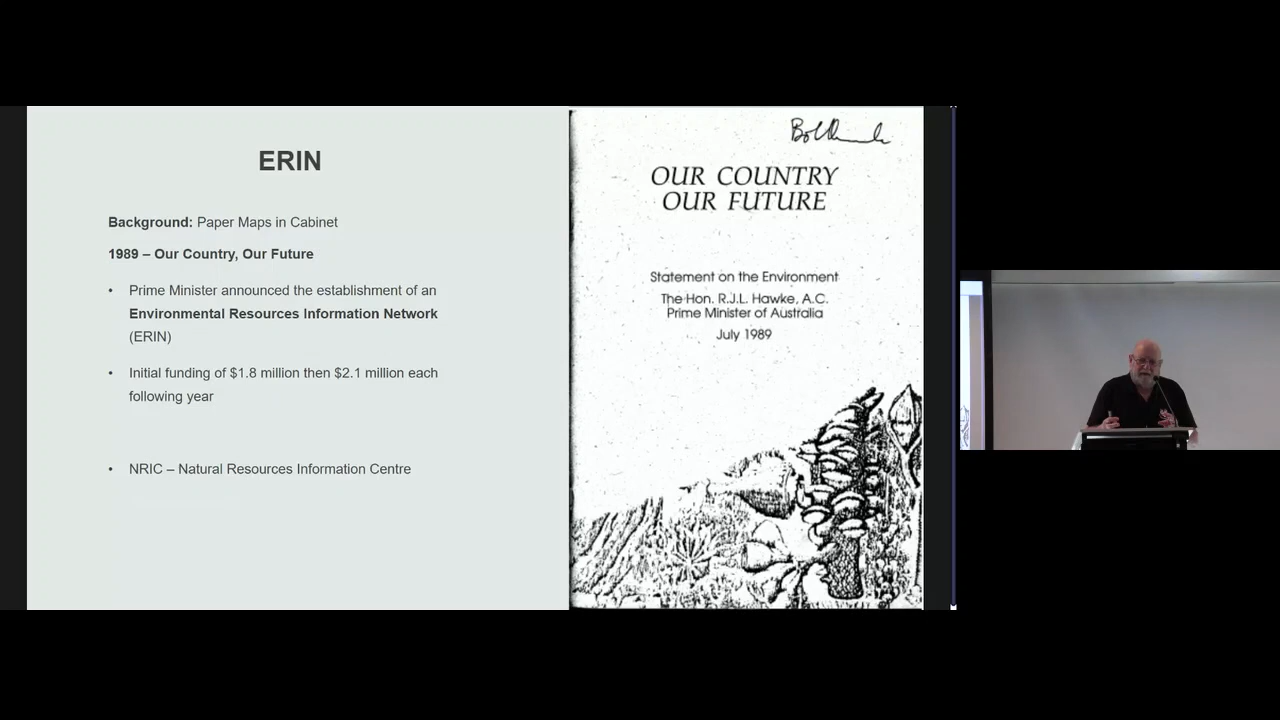 ERIN
Background: Paper Maps in Cabinet
1989 – Our Country, Our Future
• Prime Minister announced the establishment of an
Environmental Resources Information Network
(ERIN)
• Initial funding of $1.8 million then $2.1 million each
following year
• NRIC – Natural Resources Information Centre
OUR COUNTRY
OUR FUTURE
Statement on the Environment
The Hon. R.J.L. Hawke, A.C.
Prime Minister of Australia
July 1989